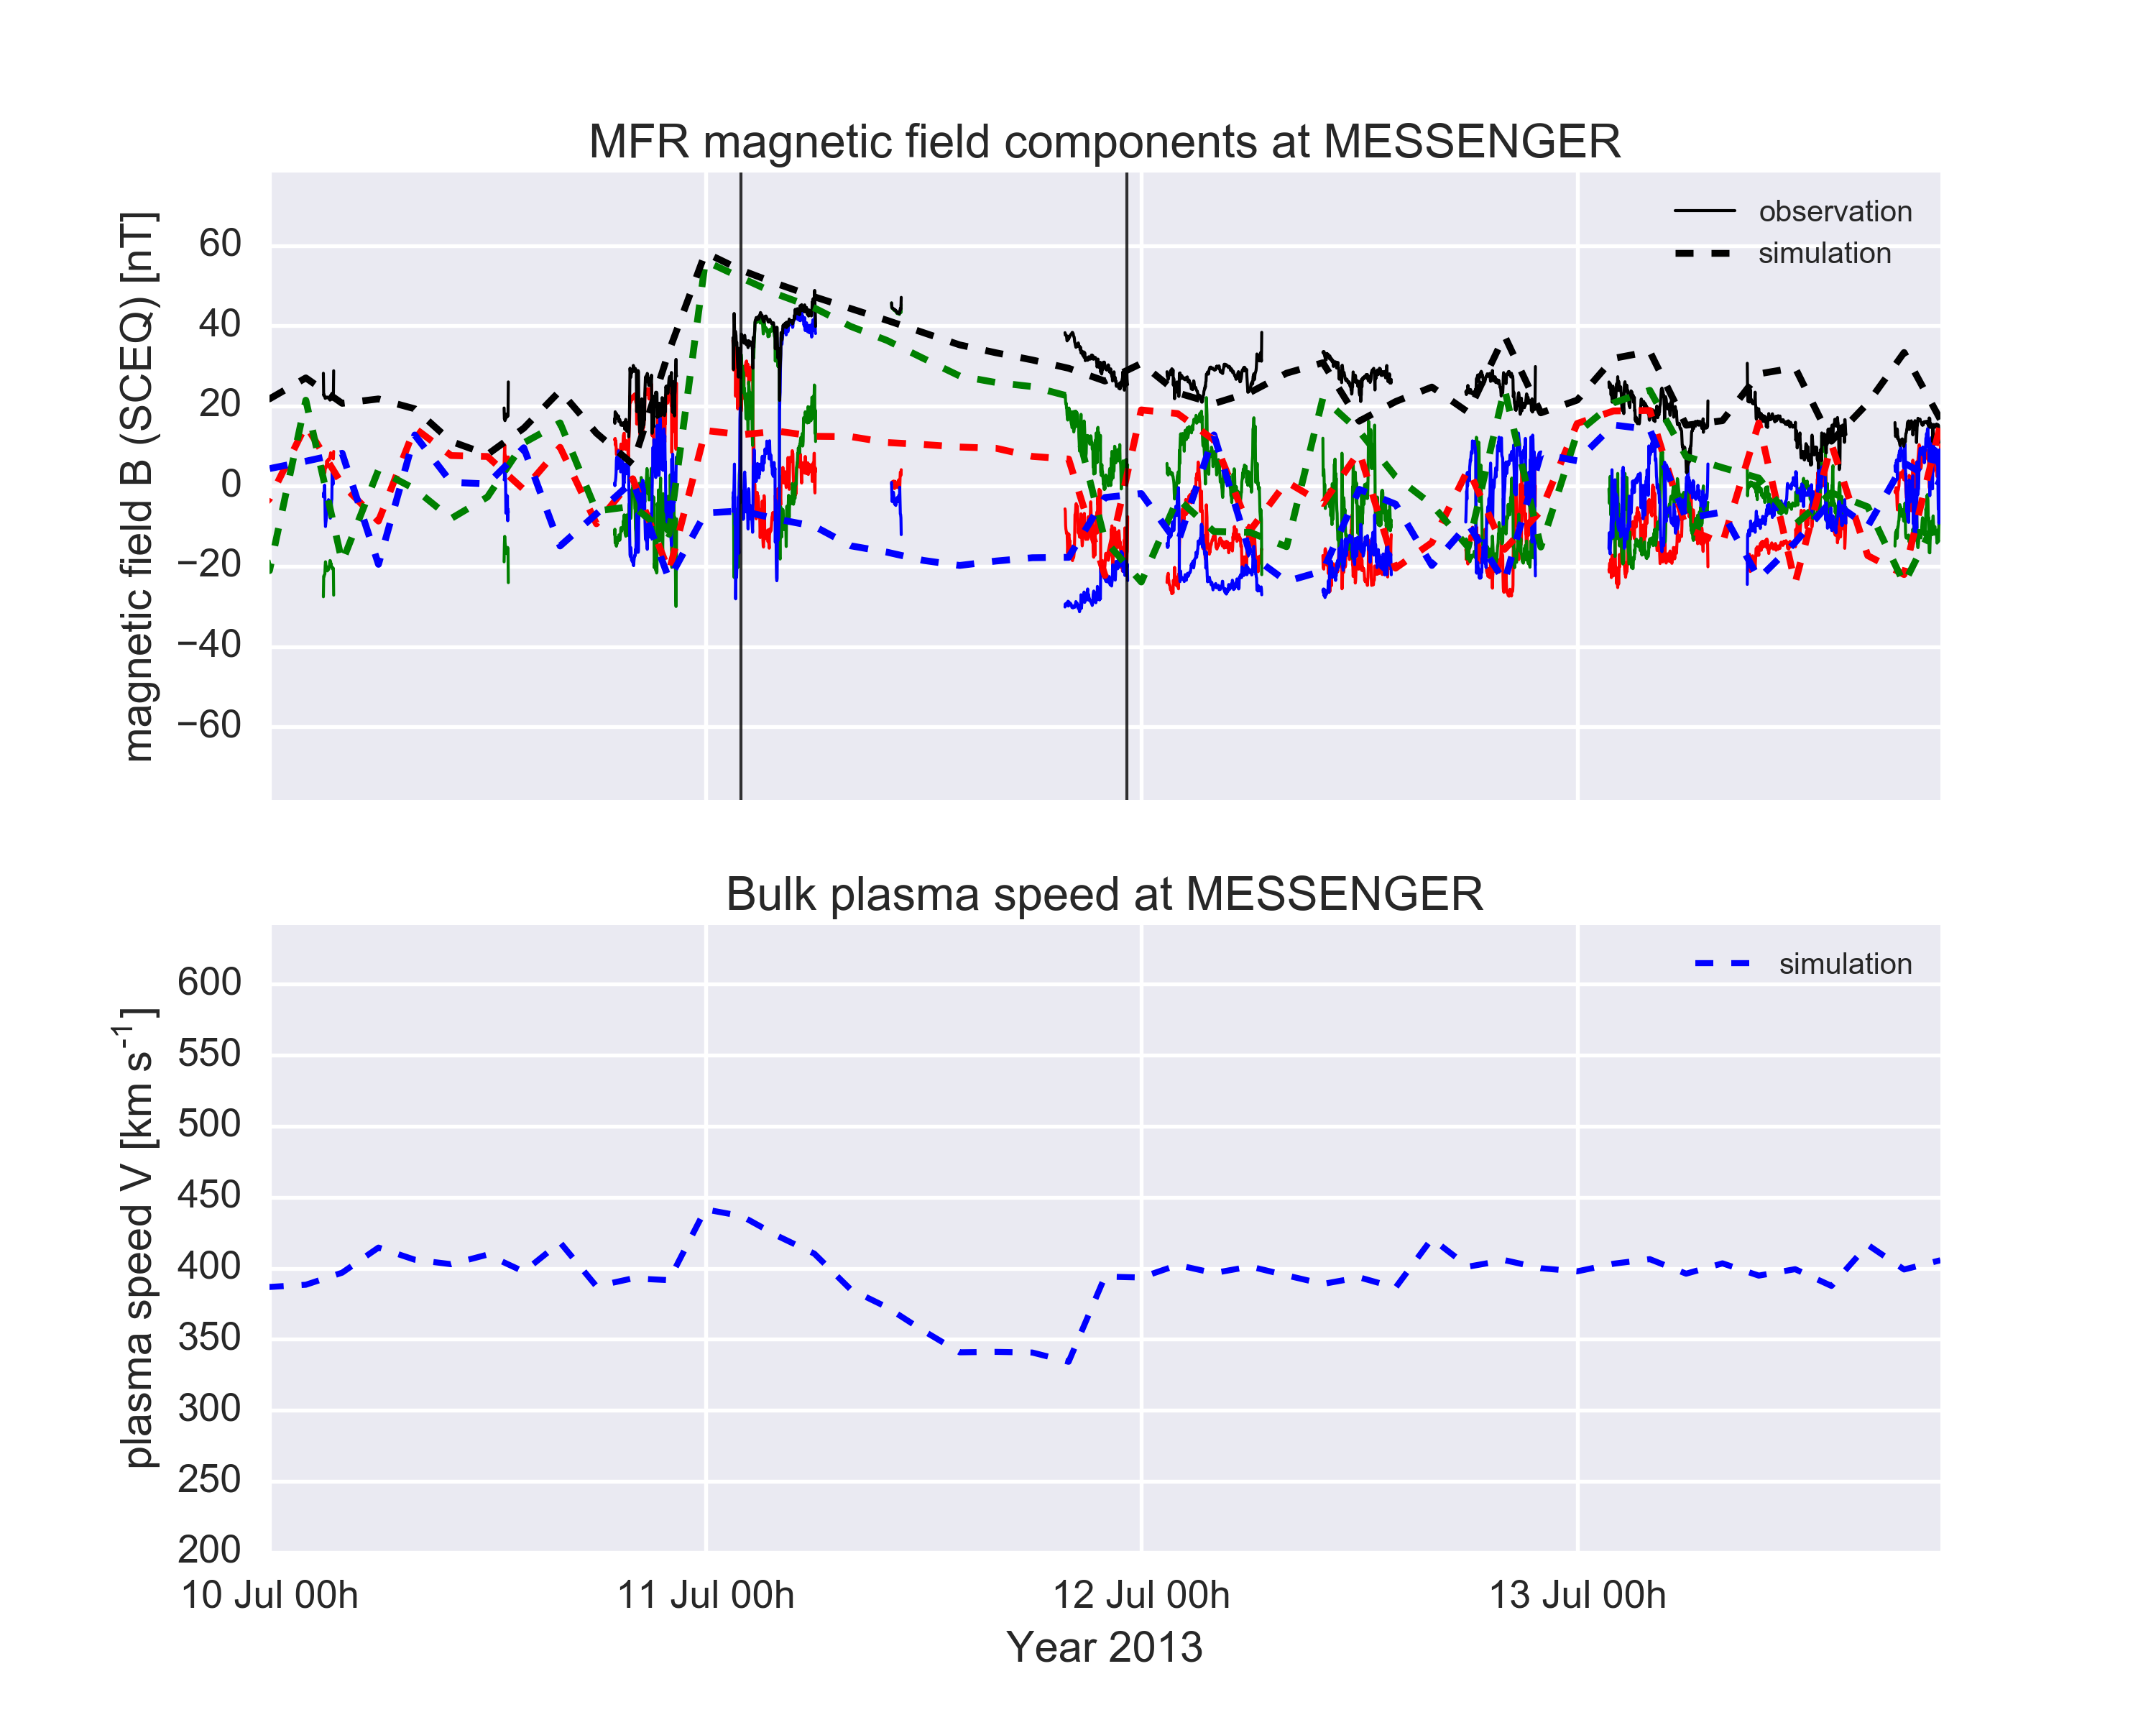 MFR magnetic field components at MESSENGER
magnetic field B (SCEQ) [nT]
60
40
20
0
−20
−40
−60
observation
simulation
Bulk plasma speed at MESSENGER
plasma speed V [km s-1]
600
550
500
450
400
350
300
250
200
simulation
10 Jul 00h
11 Jul 00h
12 Jul 00h
13 Jul 00h
Year 2013